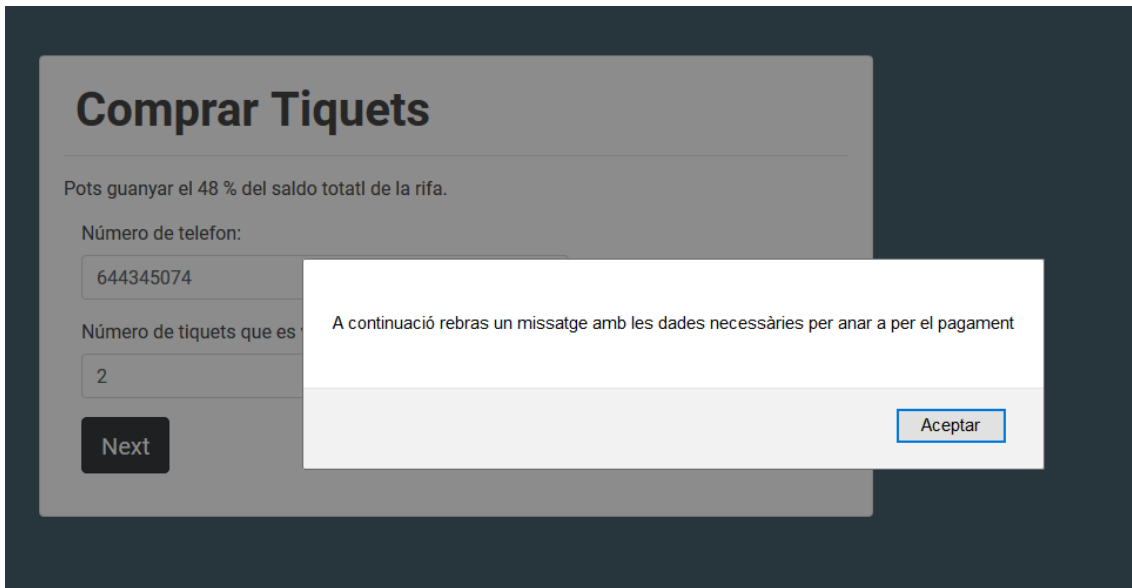 Comprar Tiquets
Pots guanyar el 48 % del saldo totatl de la rifa.
Número de telefon:
644345074
Número de tiquets que es
2
Next
A continuació rebras un missatge amb les dades necessàries per anar a per el pagament
Aceptar